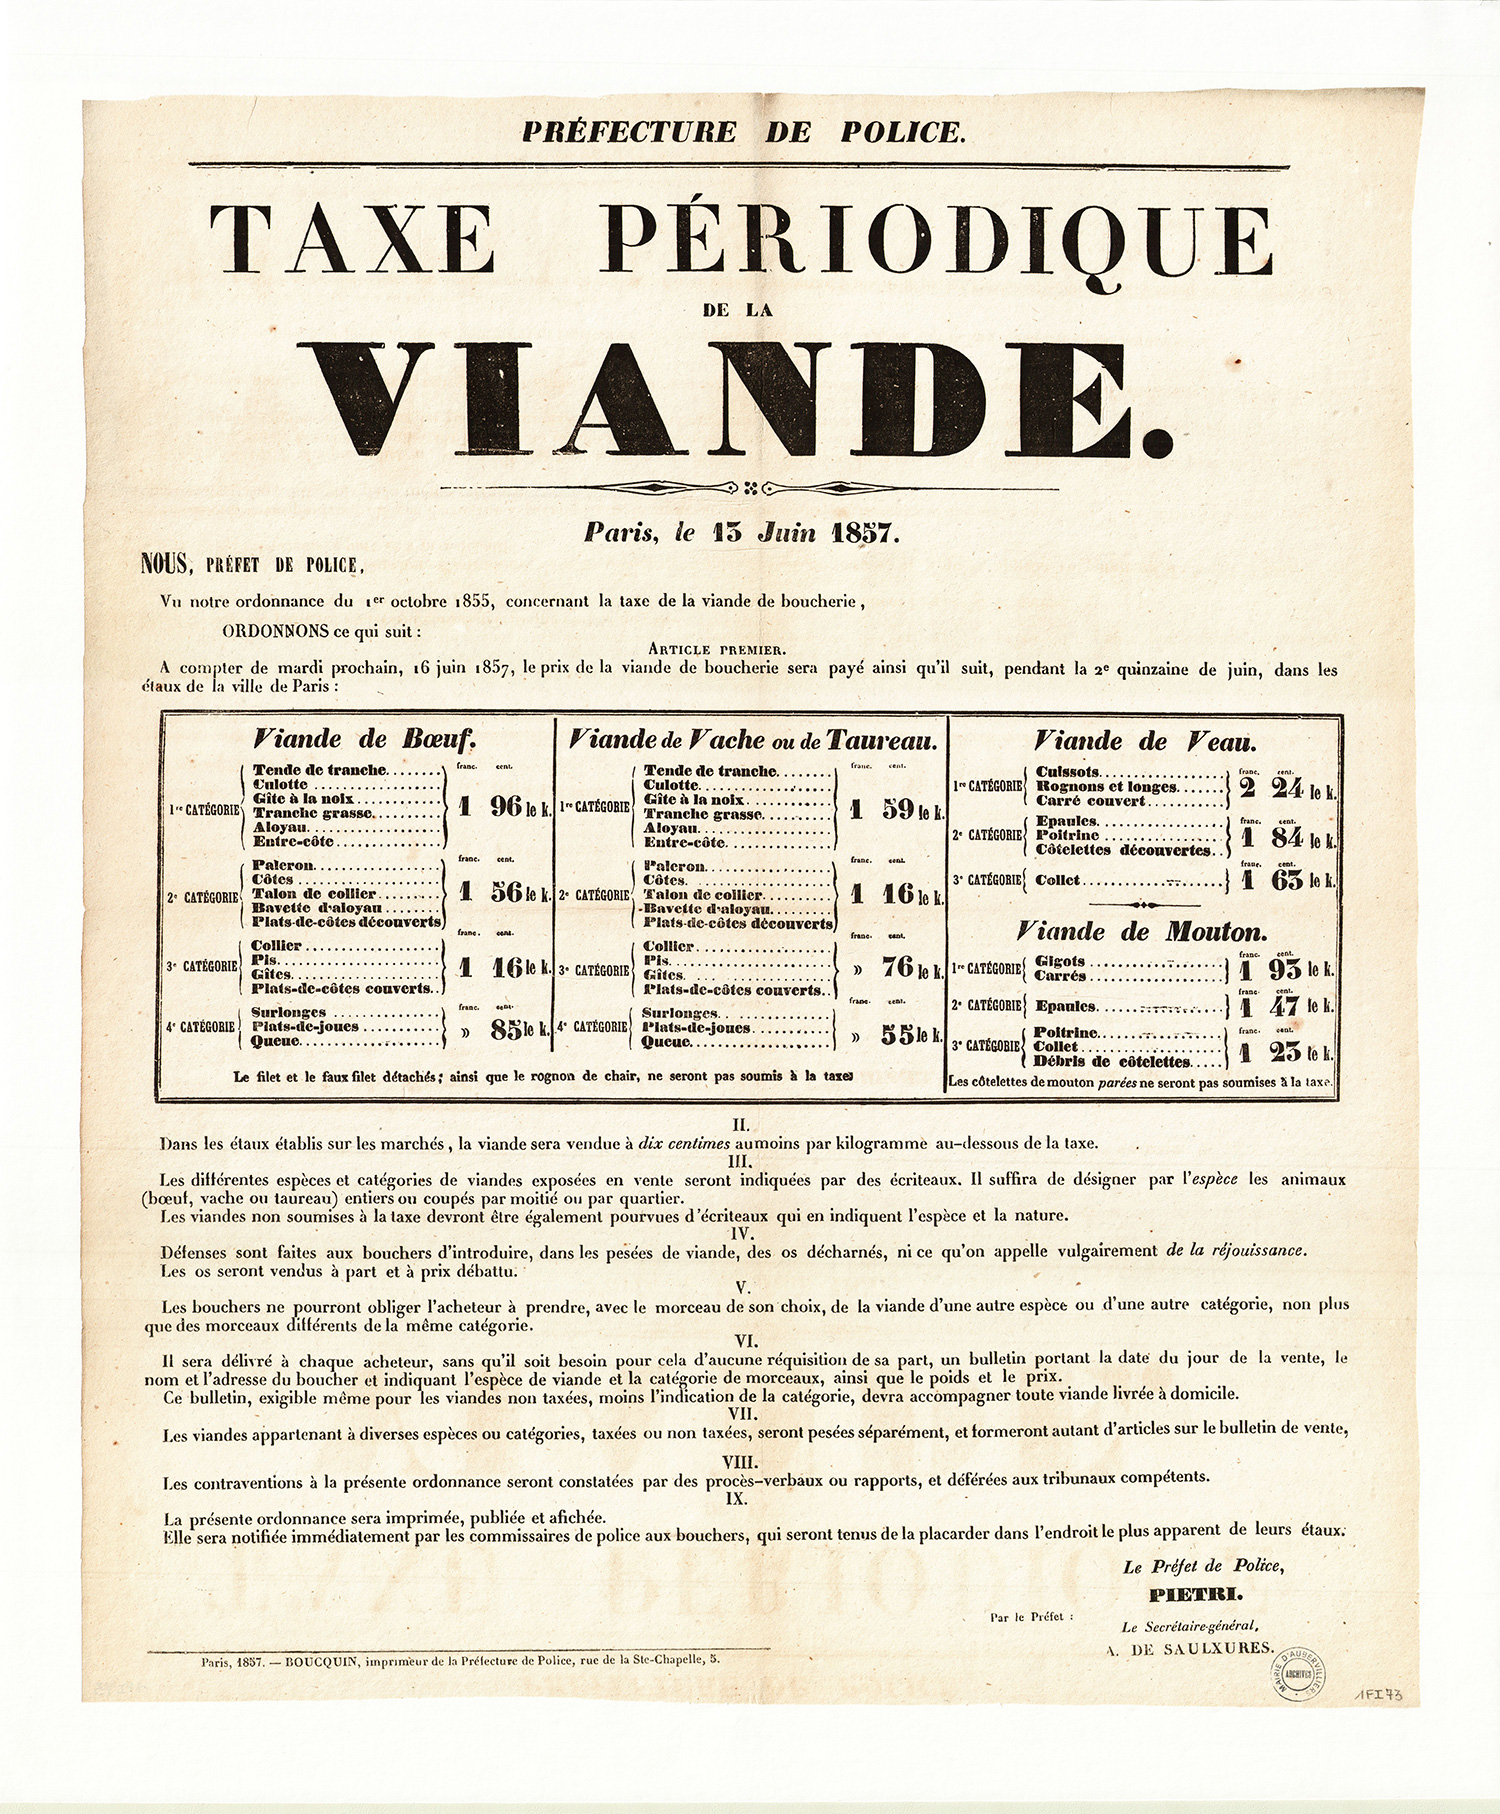 PRÉFECTURE DE POLICE.
TAXE PÉRIODIQUE
DE LA
VIANDE.
Paris, le 13 Juin 1857.
NOUS, PRÉFET DE POLICE,
Vu notre ordonnance du 1er octobre 1855, concernant la taxe de la viande de boucherie,
ORDONNONS ce qui suit :
ARTICLE PREMIER.
A compter de mardi prochain, 16 juin 1857, le prix de la viande de boucherie sera payé ainsi qu'il suit, pendant la 2e quinzaine de juin, dans les
étaux de la ville de Paris :
Viande de Bœuf.
franc. cent.
1re CATÉGORIE
Tende de tranche........
Culotte ................
Gîte à la noix..........
Tranche grasse..........
Aloyau..................
Entre-côte..............
1 96 le k.
franc. cent.
2e CATÉGORIE
Paleron.................
Côtes ..................
Talon de collier........
Bavette d'aloyau........
Plats-de-côtes découverts
1 56 le k.
franc. cent.
3e CATÉGORIE
Collier.................
Pis.....................
Gîtes...................
Plats-de-côtes couverts..
1 16 le k.
franc. cent.
4e CATÉGORIE
Surlonges ..............
Plats-de-joues ..........
Queue...................
» 85 le k.
Viande de Vache ou de Taureau.
franc. cent.
1re CATÉGORIE
Tende de tranche........
Culotte.................
Gîte à la noix..........
Tranche grasse..........
Aloyau..................
Entre-côte..............
1 59 le k.
franc. cent.
2e CATÉGORIE
Paleron.................
Côtes...................
Talon de collier........
Bavette d'aloyau........
Plats-de-côtes découverts
1 16 le k.
franc. cent.
3e CATÉGORIE
Collier.................
Pis.....................
Gîtes...................
Plats-de-côtes couverts..
» 76 le k.
franc. cent.
4e CATÉGORIE
Surlonges...............
Plats-de-joues..........
Queue...................
» 55 le k.
Le filet et le faux filet détachés; ainsi que le rognon de chair, ne seront pas soumis à la taxe
Viande de Veau.
franc. cent.
1re CATÉGORIE
Cuissots................
Rognons et longes.......
Carré couvert...........
2 24 le k.
franc. cent.
2e CATÉGORIE
Epaules.................
Poitrine ...............
Côtelettes découvertes..
1 84 le k.
franc. cent.
3e CATÉGORIE
Collet..................
1 63 le k.
Viande de Mouton.
franc. cent.
1re CATÉGORIE
Gigots..................
Carrés..................
1 93 le k.
franc. cent.
2e CATÉGORIE
Epaules.................
1 47 le k.
franc. cent.
3e CATÉGORIE
Poitrine................
Collet..................
Débris de côtelettes.....
1 23 le k.
Les côtelettes de mouton parées ne seront pas soumises à la taxe.
II.
Dans les étaux établis sur les marchés, la viande sera vendue à dix centimes au moins par kilogramme au-dessous de la taxe.
III.
Les différentes espèces et catégories de viandes exposées en vente seront indiquées par des écriteaux. Il suffira de désigner par l'espèce les animaux
(bœuf, vache ou taureau) entiers ou coupés par moitié ou par quartier.
Les viandes non soumises à la taxe devront être également pourvues d'écriteaux qui en indiquent l'espèce et la nature.
IV.
Défenses sont faites aux bouchers d'introduire, dans les pesées de viande, des os décharnés, ni ce qu'on appelle vulgairement de la réjouissance.
Les os seront vendus à part et à prix débattu.
V.
Les bouchers ne pourront obliger l'acheteur à prendre, avec le morceau de son choix, de la viande d'une autre espèce ou d'une autre catégorie, non plus
que des morceaux différents de la même catégorie.
VI.
Il sera délivré à chaque acheteur, sans qu'il soit besoin pour cela d'aucune réquisition de sa part, un bulletin portant la date du jour de la vente, le
nom et l'adresse du boucher et indiquant l'espèce de viande et la catégorie de morceaux, ainsi que le poids et le prix.
Ce bulletin, exigible même pour les viandes non taxées, moins l'indication de la catégorie, devra accompagner toute viande livrée à domicile.
VII.
Les viandes appartenant à diverses espèces ou catégories, taxées ou non taxées, seront pesées séparément, et formeront autant d'articles sur le bulletin de vente,
VIII.
Les contraventions à la présente ordonnance seront constatées par des procès-verbaux ou rapports, et déférées aux tribunaux compétents.
IX.
La présente ordonnance sera imprimée, publiée et afichée.
Elle sera notifiée immédiatement par les commissaires de police aux bouchers, qui seront tenus de la placarder dans l'endroit le plus apparent de leurs étaux.
Le Préfet de Police,
PIETRI.
Par le Préfet :
Le Secrétaire-général,
A. DE SAULXURES.
Paris, 1857. — BOUCQUIN, imprimeur de la Préfecture de Police, rue de la Ste-Chapelle, 5.
MAIRIE D'AUBERVILLIERS
ARCHIVES
1FI73